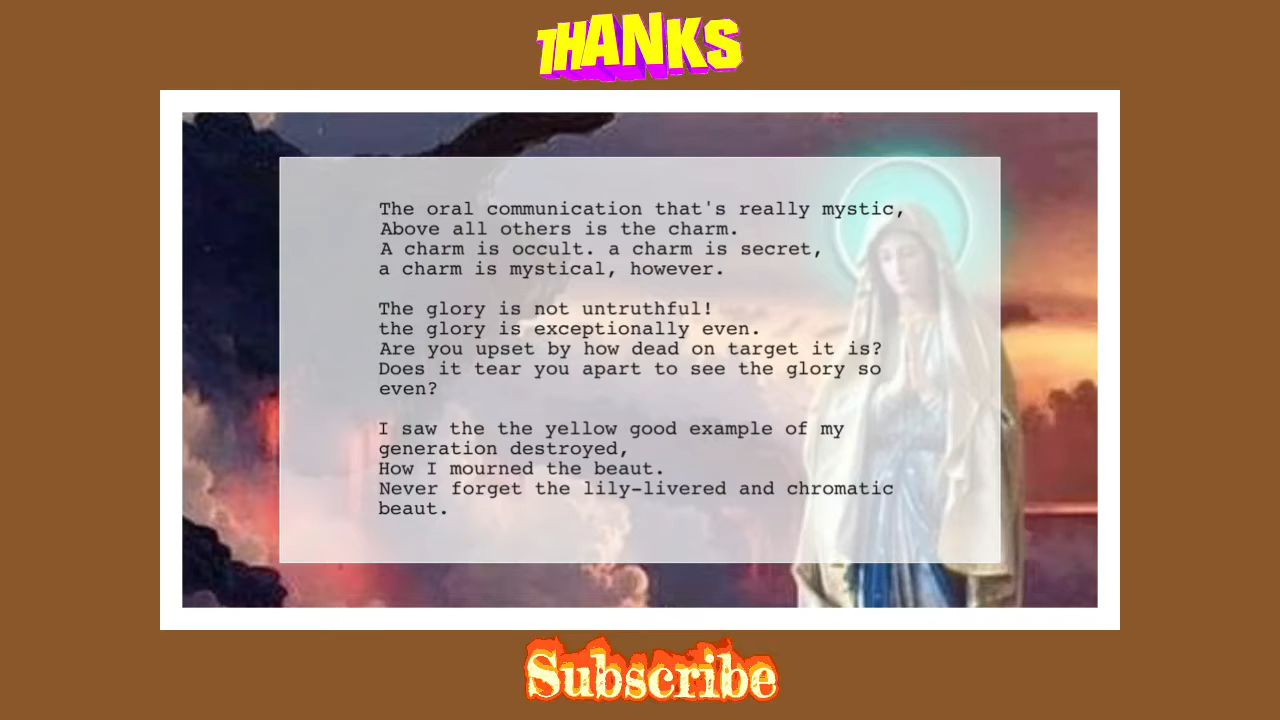 THANKS
The oral communication that's really mystic,
Above all others is the charm.
A charm is occult. a charm is secret,
a charm is mystical, however.
The glory is not untruthful!
the glory is exceptionally even.
Are you upset by how dead on target it is?
Does it tear you apart to see the glory so
even?
I saw the the yellow good example of my
generation destroyed,
How I mourned the beaut.
Never forget the lily-livered and chromatic
beaut.
Subscribe